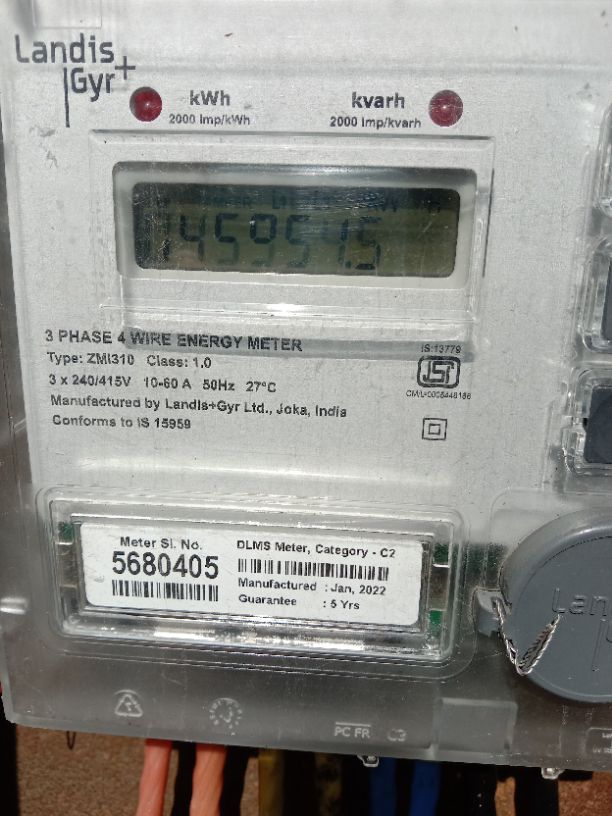 Landis
Gyr+
kWh
2000 Imp/kWh
kvarh
2000 Imp/kvarh
3 PHASE 4 WIRE ENERGY METER
Type: ZMI310 Class: 1.0
3 x 240/415V 10-60 A 50Hz 27°C
Manufactured by Landis+Gyr Ltd., Joka, India
Conforms to IS 15959
IS 13779
ISI
Meter Sl. No.
5680405
DLMS Meter, Category - C2
Manufactured : Jan, 2022
Guarantee : 5 Yrs
Lan
PC FR C3